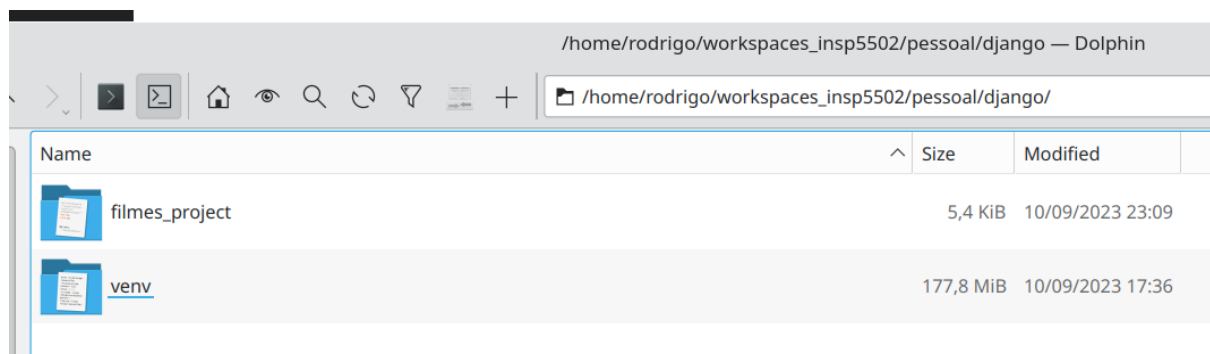 /home/rodrigo/workspaces_insp5502/pessoal/django — Dolphin
/home/rodrigo/workspaces_insp5502/pessoal/django/
Name Size Modified
filmes_project 5,4 KiB 10/09/2023 23:09
venv 177,8 MiB 10/09/2023 17:36